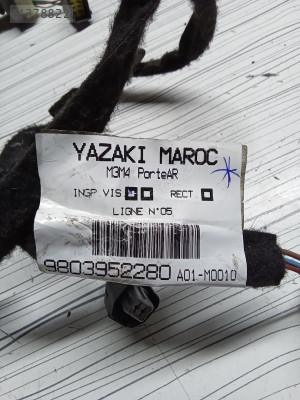 YAZAKI MAROC
M3M4 PorteAR
INSP VIS RECT
LIGNE N°05
9803952280 A01-M0010